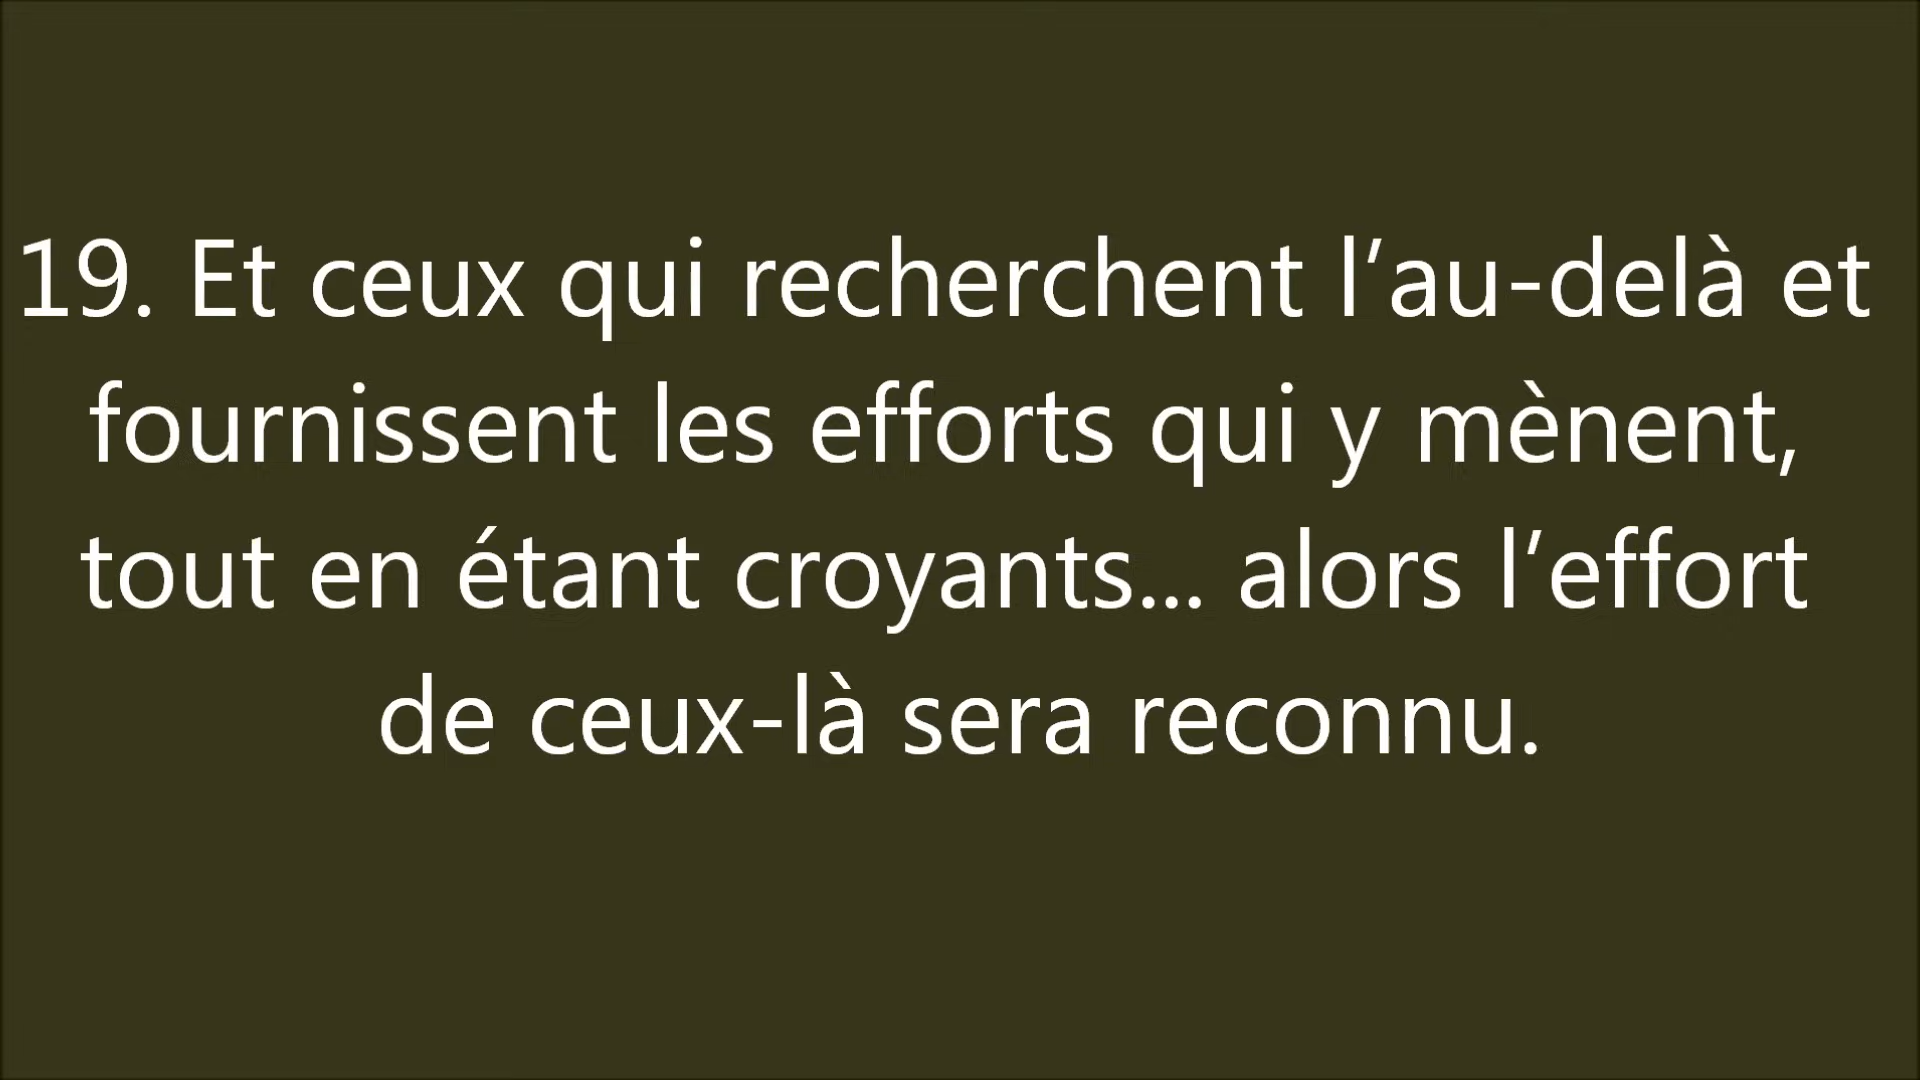 19. Et ceux qui recherchent l’au-delà et
fournissent les efforts qui y mènent,
tout en étant croyants... alors l’effort
de ceux-là sera reconnu.